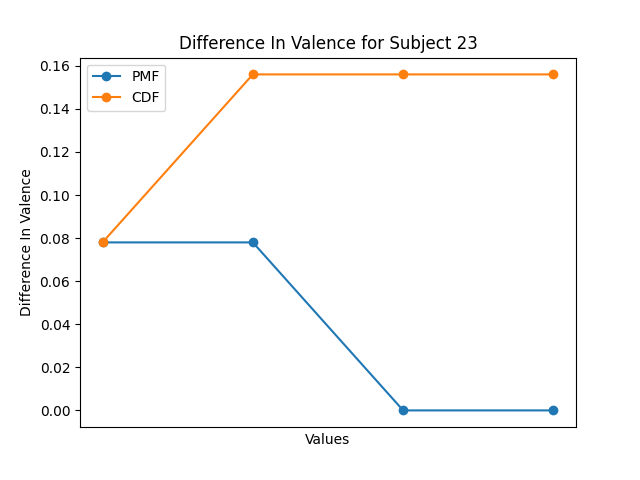 Difference In Valence for Subject 23
PMF
CDF
0.16
0.14
0.12
0.10
0.08
0.06
0.04
0.02
0.00
Difference In Valence
Values